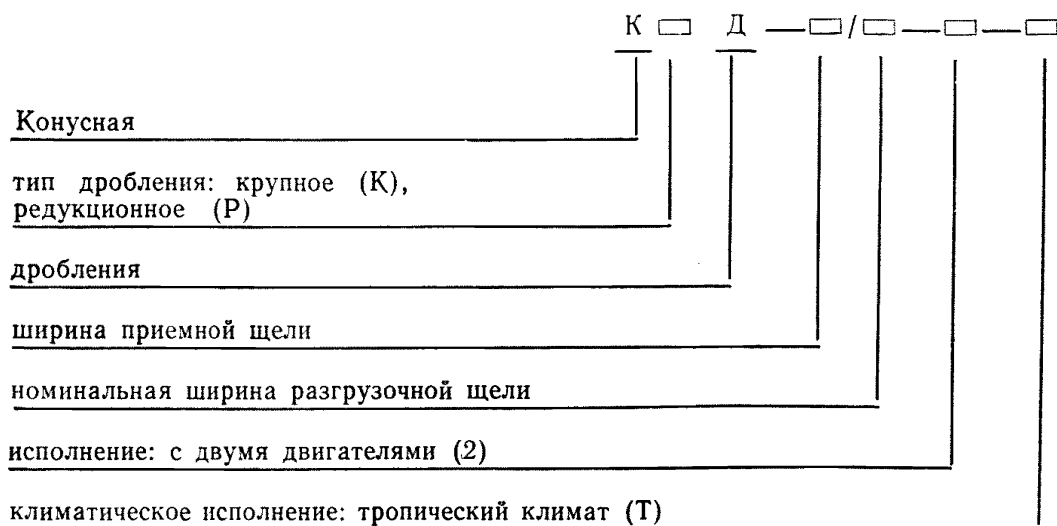 К □ Д — □ / □ — □ — □
Конусная
тип дробления: крупное (К),
редукционное (Р)
дробления
ширина приемной щели
номинальная ширина разгрузочной щели
исполнение: с двумя двигателями (2)
климатическое исполнение: тропический климат (Т)